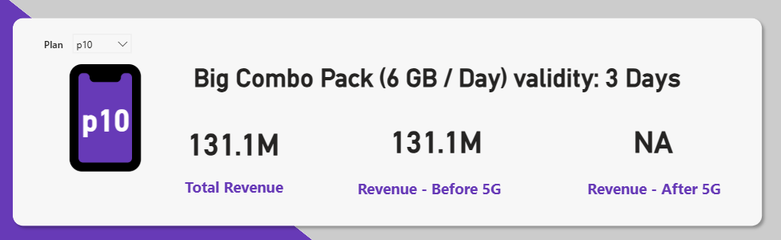 Plan p10
Big Combo Pack (6 GB / Day) validity: 3 Days
p10
131.1M 131.1M NA
Total Revenue Revenue - Before 5G Revenue - After 5G